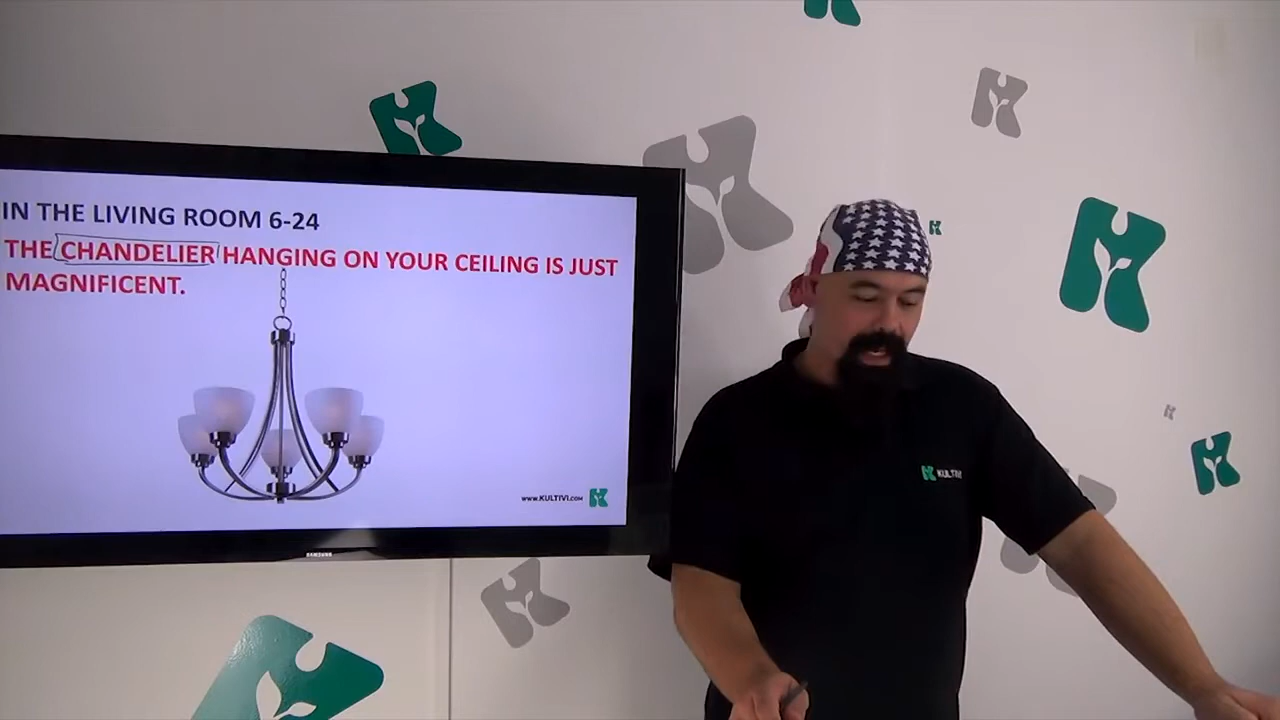 IN THE LIVING ROOM 6-24
THE CHANDELIER HANGING ON YOUR CEILING IS JUST
MAGNIFICENT.
www.KULTIVI.COM
SAMSUNG
KULTIVI